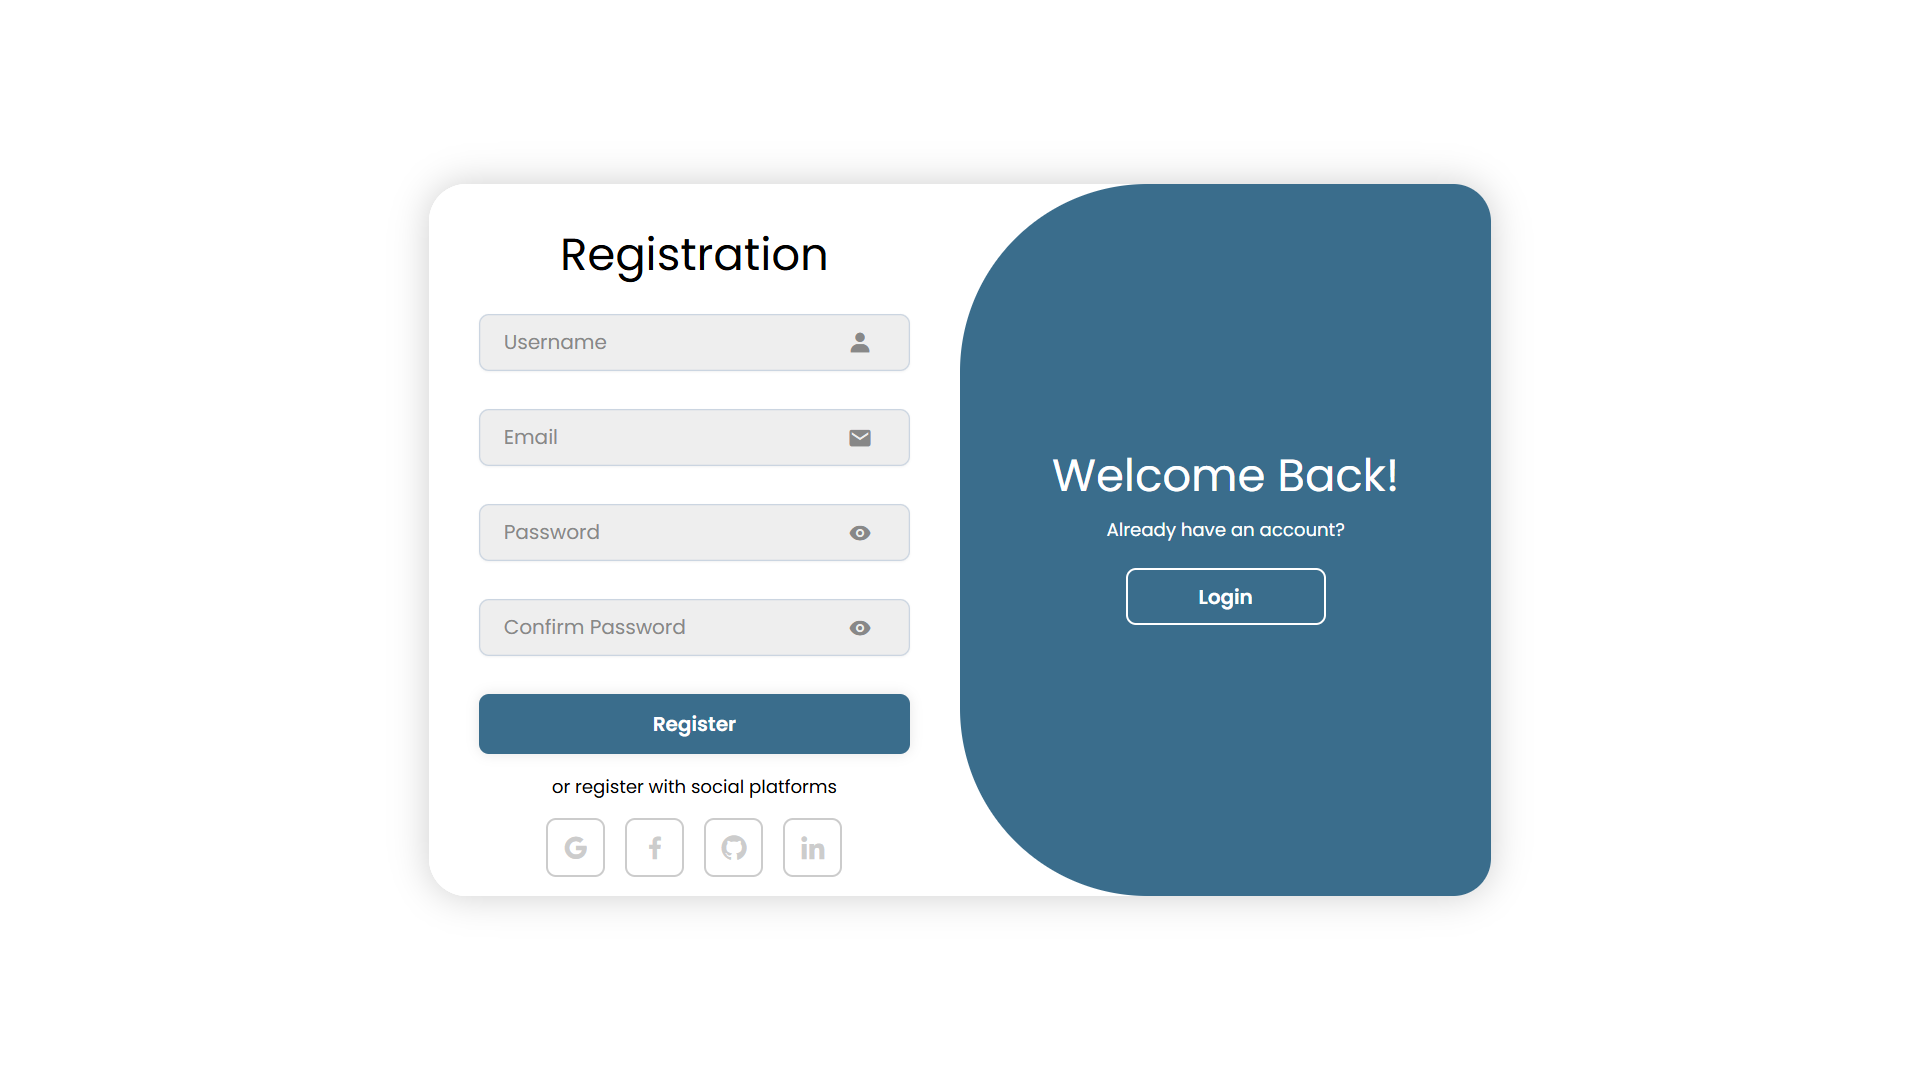 Registration
Username
Email
Password
Confirm Password
Register
or register with social platforms
Welcome Back!
Already have an account?
Login